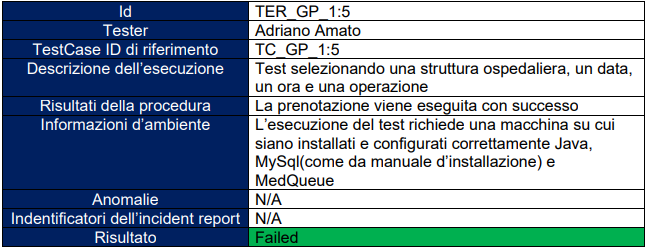 Id TER_GP_1:5
Tester Adriano Amato
TestCase ID di riferimento TC_GP_1:5
Descrizione dell'esecuzione Test selezionando una struttura ospedaliera, un data,
un ora e una operazione
Risultati della procedura La prenotazione viene eseguita con successo
Informazioni d'ambiente L'esecuzione del test richiede una macchina su cui
siano installati e configurati correttamente Java,
MySql(come da manuale d'installazione) e
MedQueue
Anomalie N/A
Indentificatori dell'incident report N/A
Risultato Failed